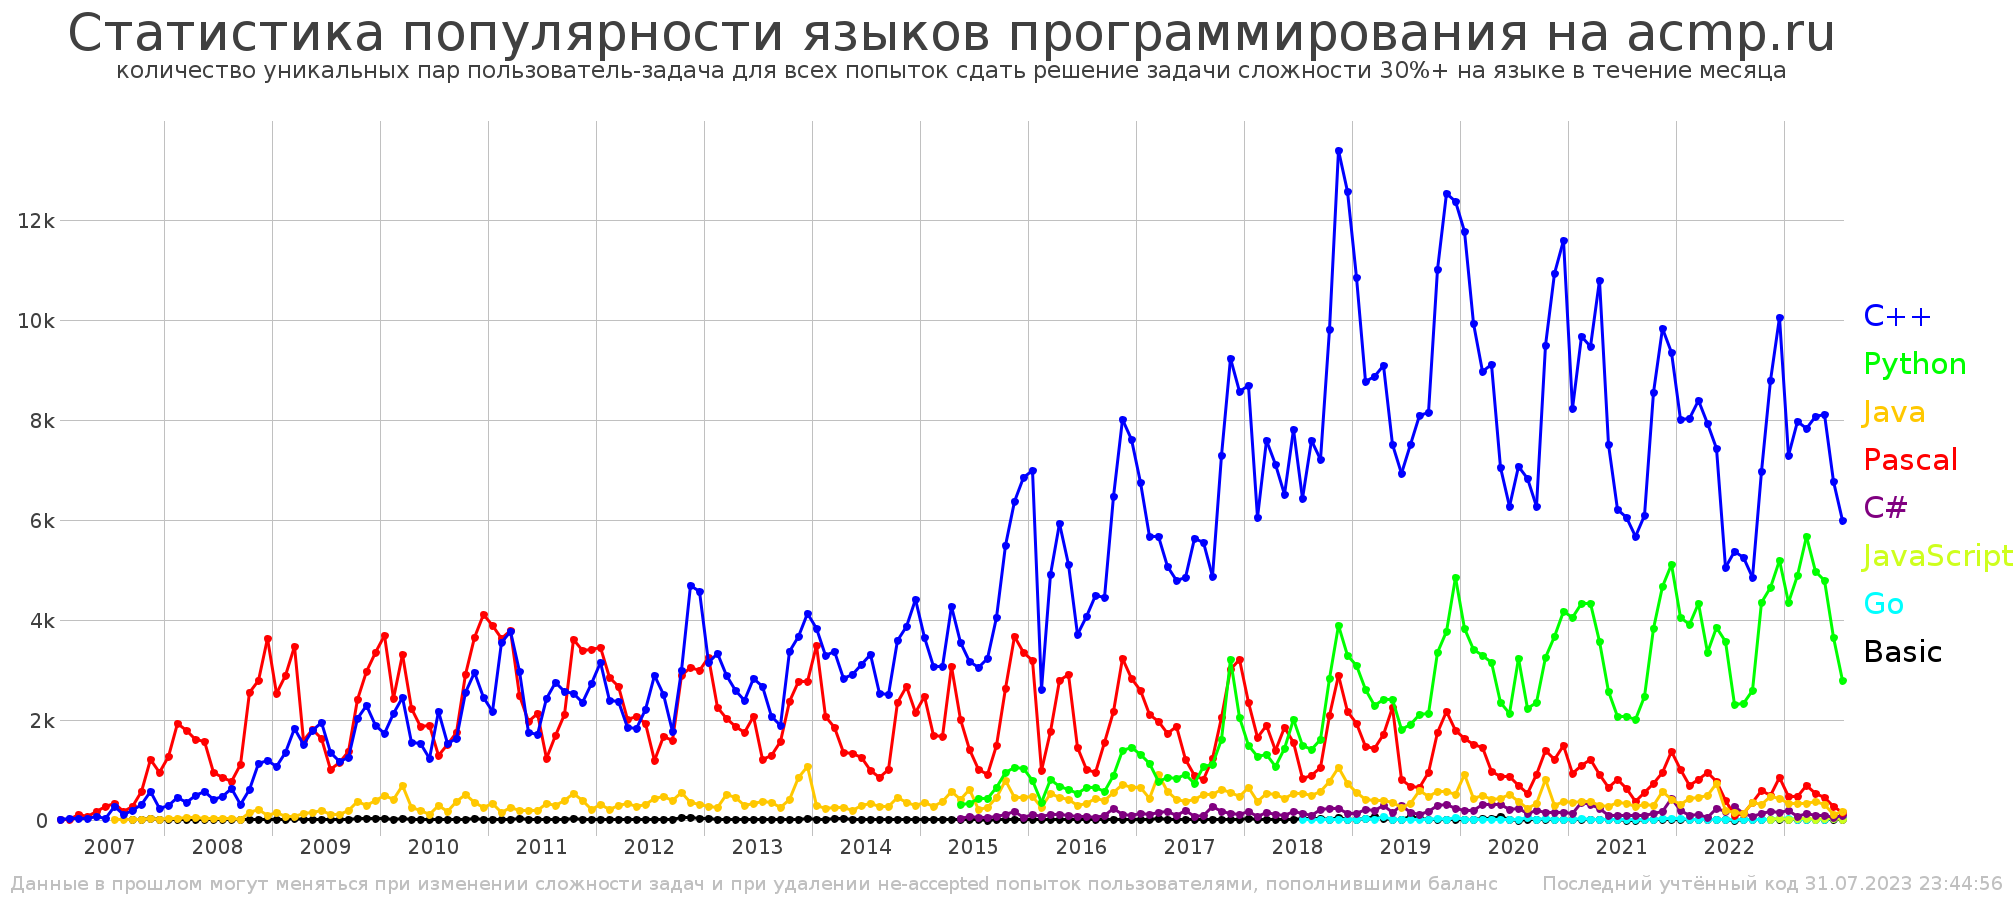 Статистика популярности языков программирования на acmp.ru
количество уникальных пар пользователь-задача для всех попыток сдать решение задачи сложности 30%+ на языке в течение месяца
12k
10k
8k
6k
4k
2k
0
C++
Python
Java
Pascal
C#
JavaScript
Go
Basic
2007 2008 2009 2010 2011 2012 2013 2014 2015 2016 2017 2018 2019 2020 2021 2022
Данные в прошлом могут меняться при изменении сложности задач и при удалении не-accepted попыток пользователями, пополнившими баланс
Последний учтённый код 31.07.2023 23:44:56